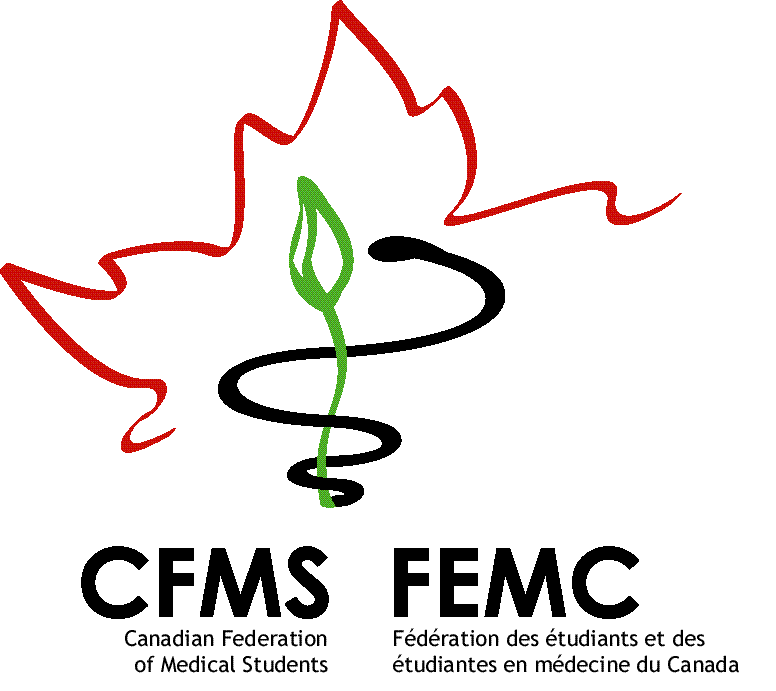 CFMS FEMC
Canadian Federation
of Medical Students
Fédération des étudiants et des
étudiantes en médecine du Canada